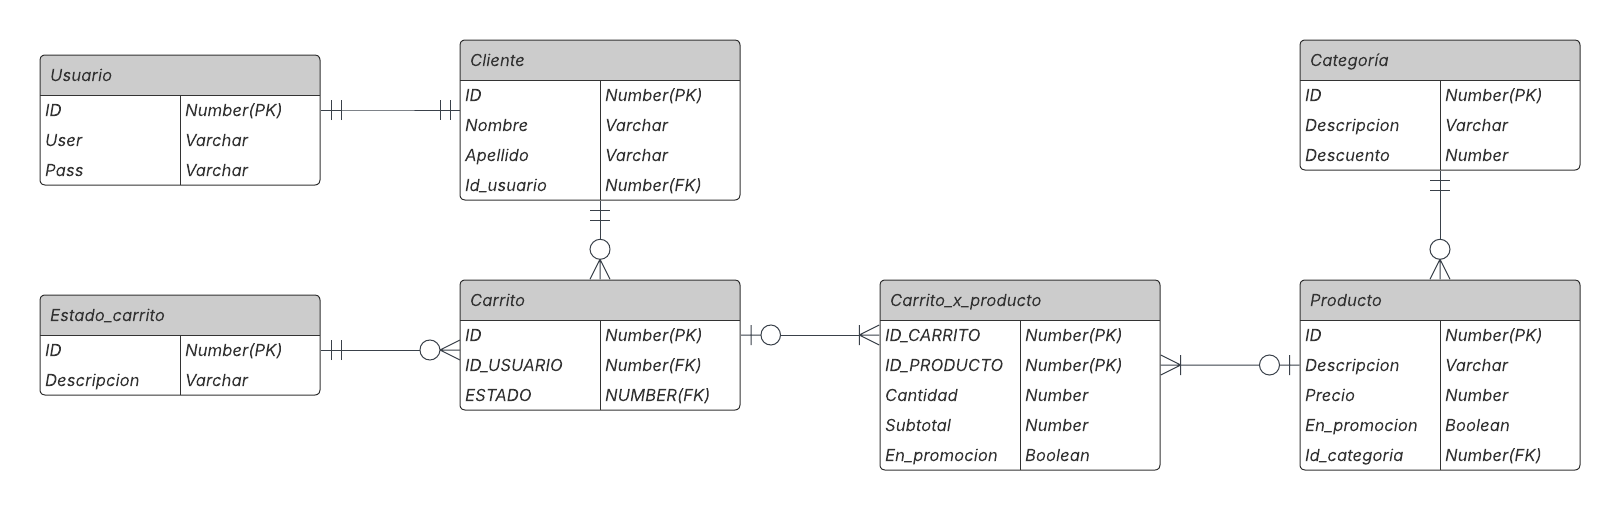 Usuario
ID Number(PK)
User Varchar
Pass Varchar
Cliente
ID Number(PK)
Nombre Varchar
Apellido Varchar
Id_usuario Number(FK)
Categoría
ID Number(PK)
Descripcion Varchar
Descuento Number
Estado_carrito
ID Number(PK)
Descripcion Varchar
Carrito
ID Number(PK)
ID_USUARIO Number(FK)
ESTADO NUMBER(FK)
Carrito_x_producto
ID_CARRITO Number(PK)
ID_PRODUCTO Number(PK)
Cantidad Number
Subtotal Number
En_promocion Boolean
Producto
ID Number(PK)
Descripcion Varchar
Precio Number
En_promocion Boolean
Id_categoria Number(FK)